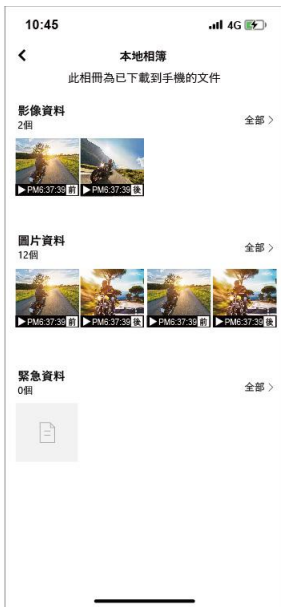 10:45 4G
本地相簿
此相冊為已下載到手機的文件
影像資料
2個 全部 >
PM6:37:39 前 PM6:37:39 後
圖片資料
12個 全部 >
PM6:37:39 前 PM6:37:39 後 PM6:37:39 前 PM6:37:39 後
緊急資料
0個 全部 >